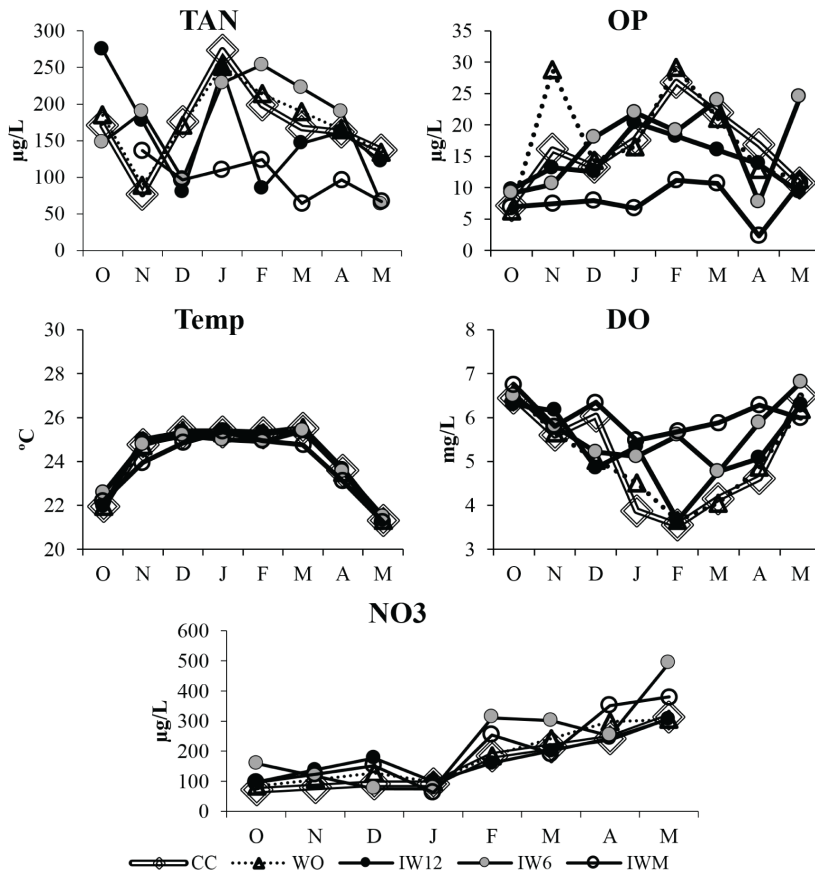 TAN
300
250
200
150
100
50
0
µg/L
O N D J F M A M
OP
35
30
25
20
15
10
5
0
µg/L
O N D J F M A M
Temp
30
28
26
24
22
20
ºC
O N D J F M A M
DO
8
7
6
5
4
3
mg/L
O N D J F M A M
NO3
600
500
400
300
200
100
0
µg/L
O N D J F M A M
CC WO IW12 IW6 IWM